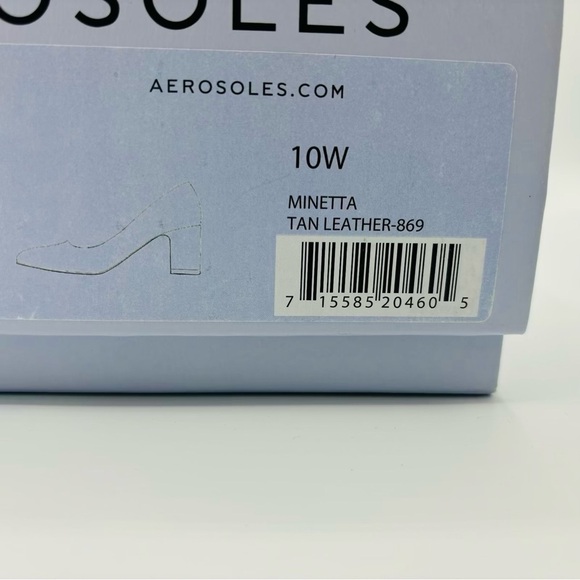 OSOLES
AEROSOLES.COM
10W
MINETTA
TAN LEATHER-869
7 15585 20460 5